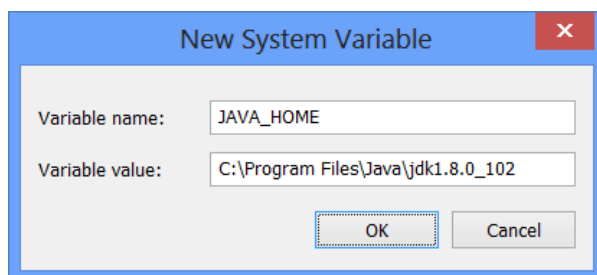 New System Variable
Variable name: JAVA_HOME
Variable value: C:\Program Files\Java\jdk1.8.0_102
OK Cancel